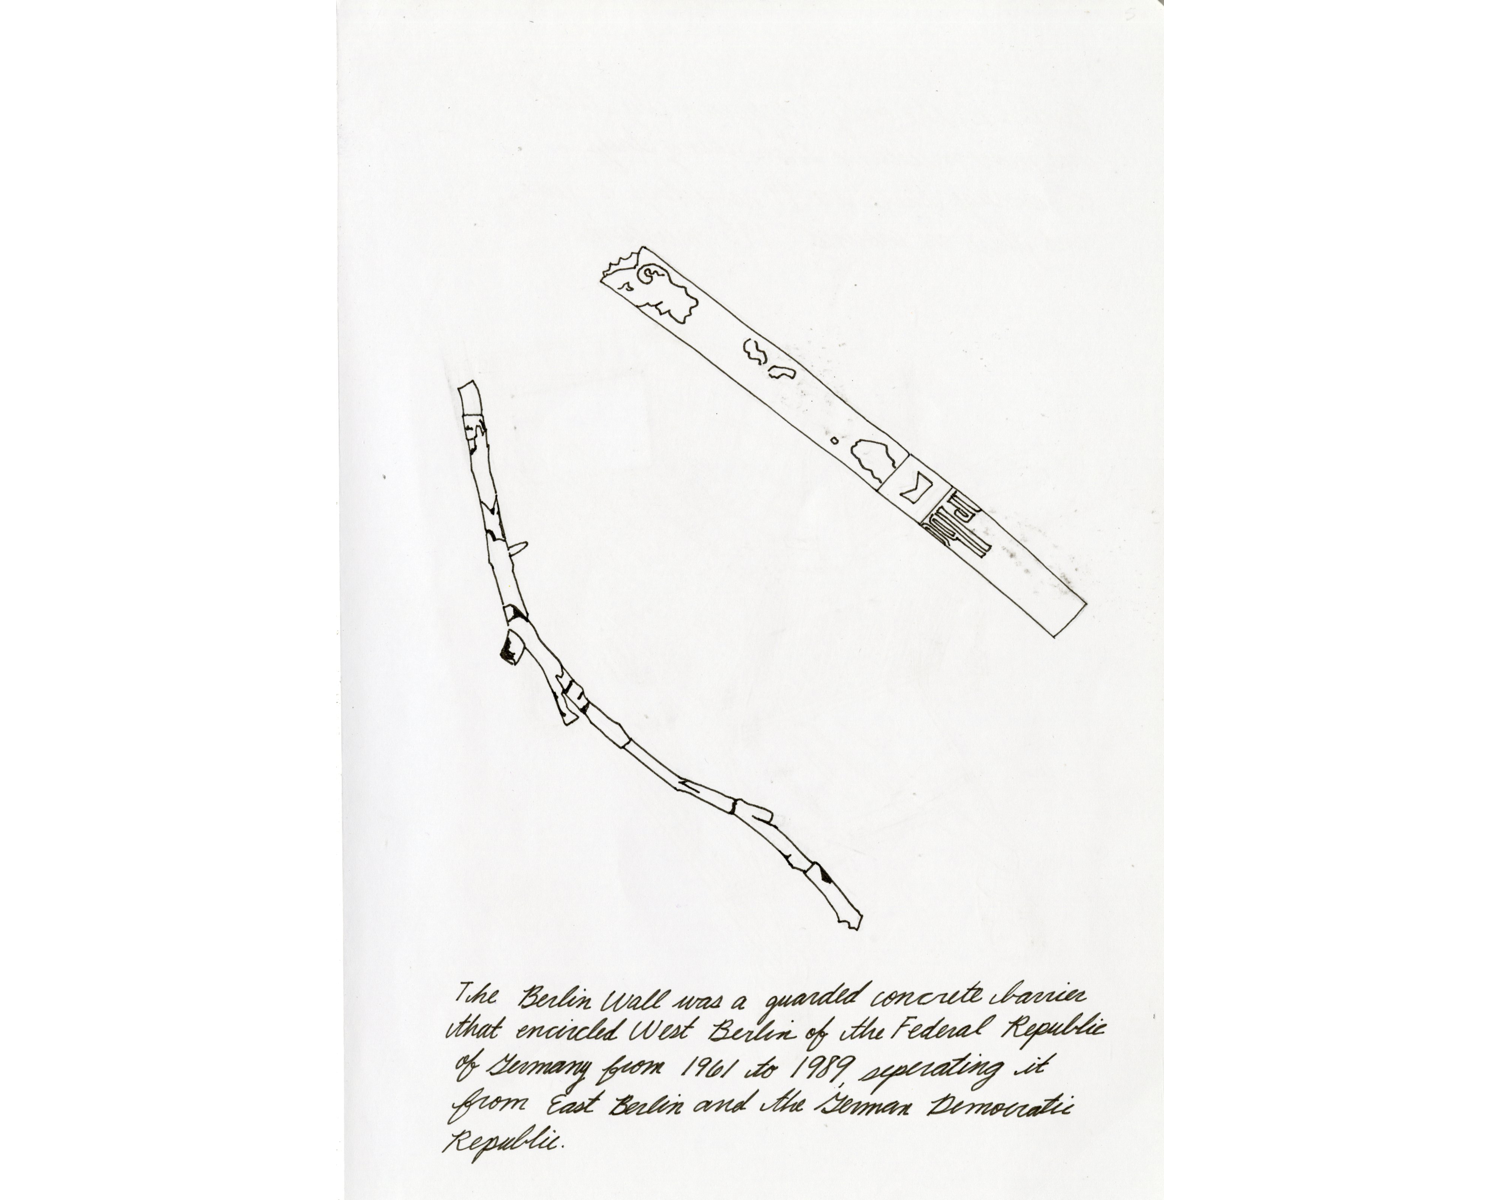 The Berlin Wall was a guarded concrete barrier
that encircled West Berlin of the Federal Republic
of Germany from 1961 to 1989, seperating it
from East Berlin and the German Democratic
Republic.